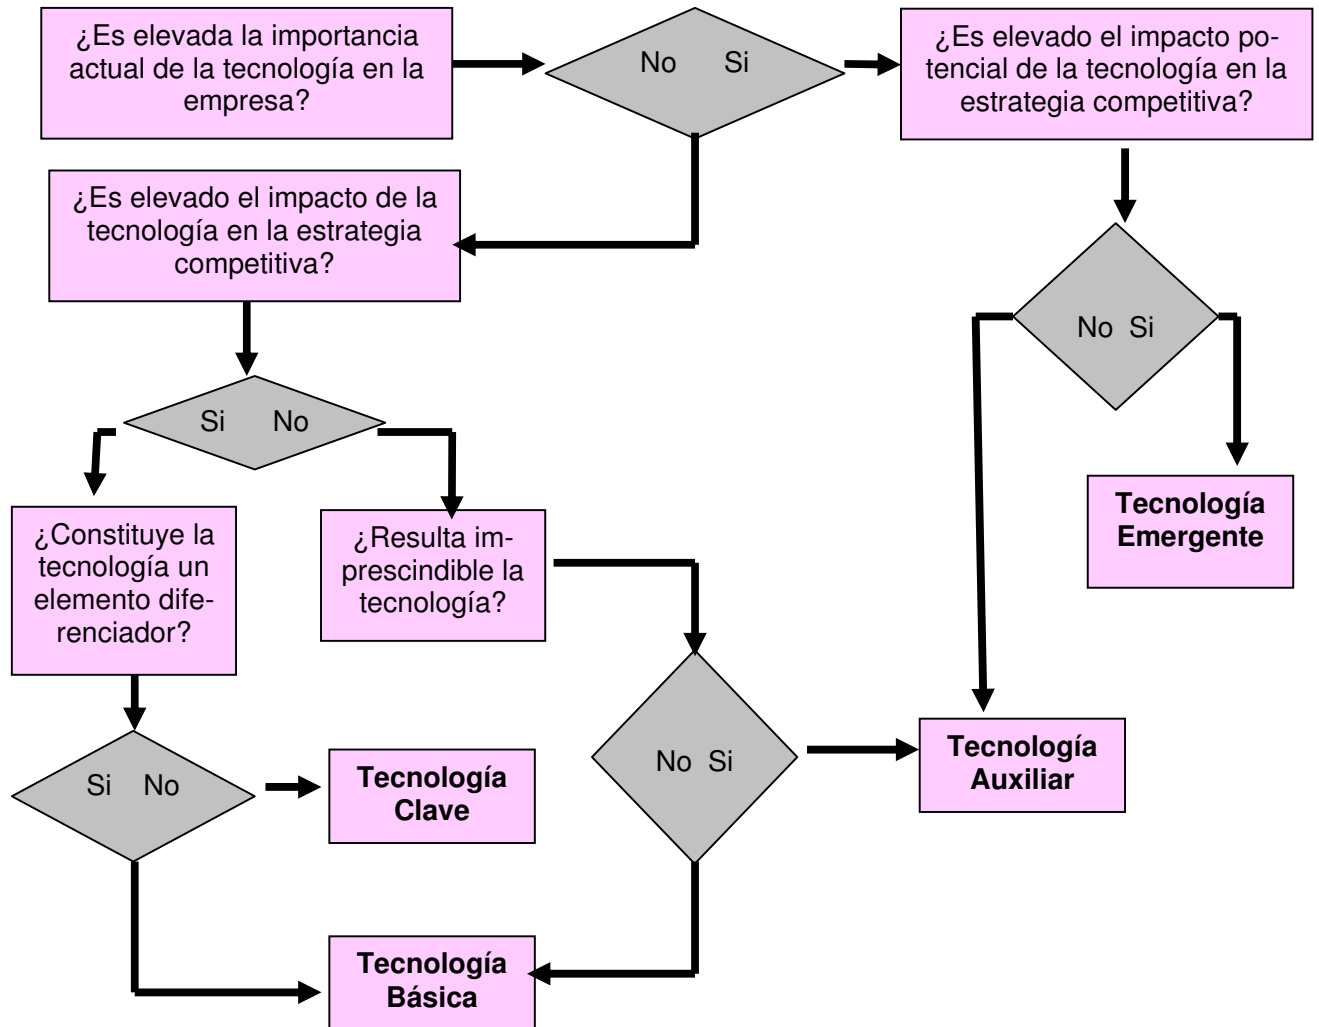 ¿Es elevada la importancia
actual de la tecnología en la
empresa?
No Si
¿Es elevado el impacto po-
tencial de la tecnología en la
estrategia competitiva?
¿Es elevado el impacto de la
tecnología en la estrategia
competitiva?
No Si
Si No
¿Constituye la
tecnología un
elemento dife-
renciador?
¿Resulta im-
prescindible la
tecnología?
Tecnología
Emergente
Si No
Tecnología
Clave
No Si
Tecnología
Auxiliar
Tecnología
Básica